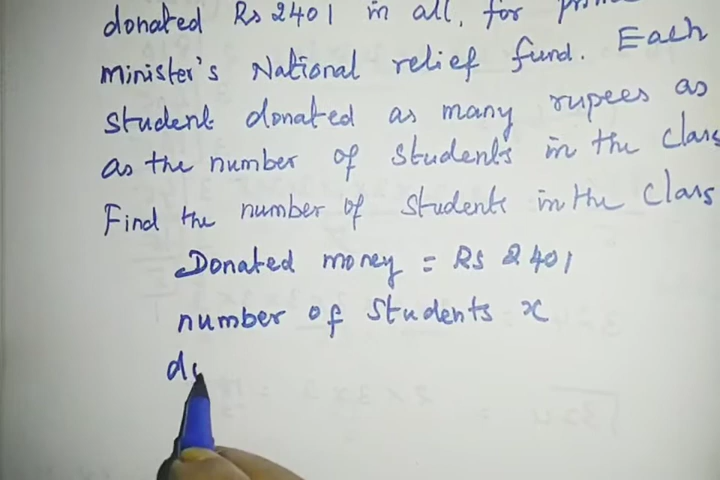 donated Rs 2401 in all, for
minister's National relief fund. Each
student donated as many rupees as
as the number of students in the class
Find the number of students in the class
Donated money = Rs 2401
number of students x